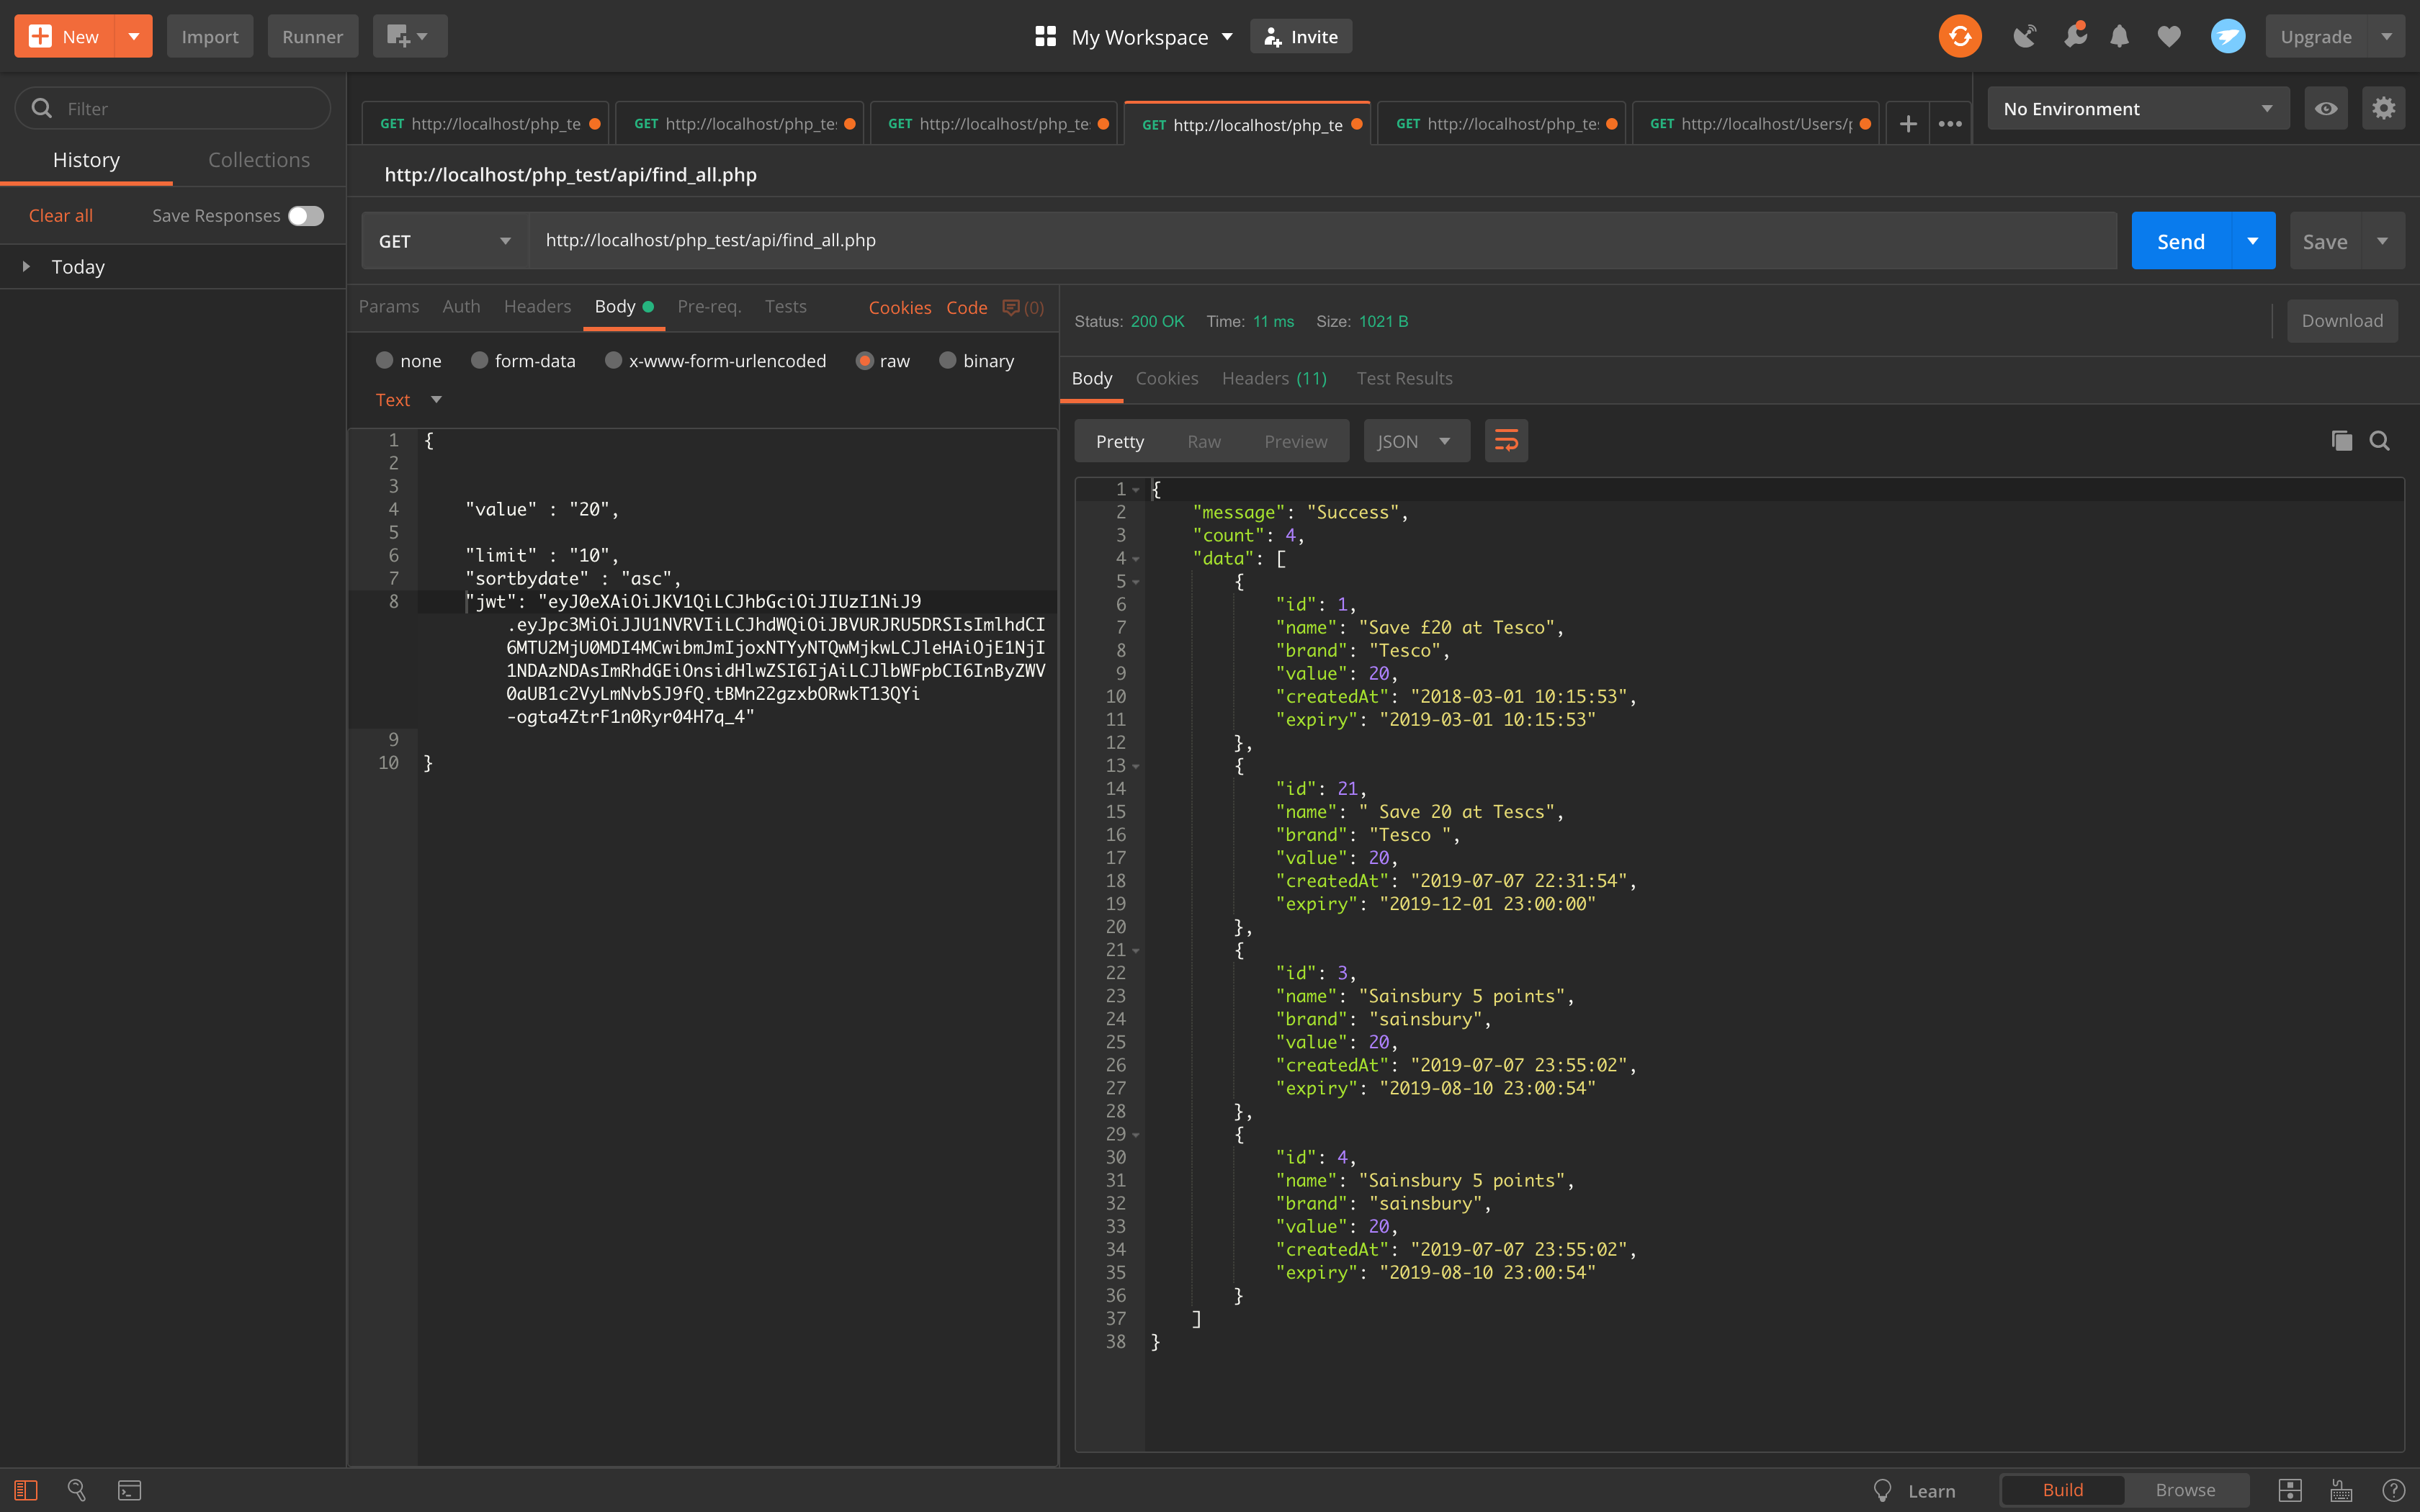 New
Import
Runner
My Workspace
Invite
Upgrade
Filter
History
Collections
Clear all
Save Responses
Today
GET http://localhost/php_te
GET http://localhost/php_te
GET http://localhost/php_te
GET http://localhost/php_te
GET http://localhost/php_te
GET http://localhost/Users/p
No Environment
http://localhost/php_test/api/find_all.php
GET
http://localhost/php_test/api/find_all.php
Send
Save
Params Auth Headers Body Pre-req. Tests Cookies Code (0)
none form-data x-www-form-urlencoded raw binary
Text
1 {
2
3
4 "value" : "20",
5
6 "limit" : "10",
7 "sortbydate" : "asc",
8 "jwt": "eyJ0eXAiOiJKV1QiLCJhbGciOiJIUzI1NiJ9
.eyJpc3MiOiJJU1NVRVIiLCJhdWQiOiJBVURJRU5DRSIsImlhdCI
6MTU2MjU0MDI4MCwibmJmIjoxNTYyNTQwMjkwLCJleHAiOjE1NjI
1NDAzNDAsImRhdGEiOnsidHlwZSI6IjAiLCJlbWFpbCI6InByZWV
0aUB1c2VyLmNvbSJ9fQ.tBMn22gzxbORwkT13QYi
-ogta4ZtrF1n0Ryr04H7q_4"
9
10 }
Status: 200 OK Time: 11 ms Size: 1021 B
Download
Body Cookies Headers (11) Test Results
Pretty Raw Preview JSON
1 {
2 "message": "Success",
3 "count": 4,
4 "data": [
5 {
6 "id": 1,
7 "name": "Save £20 at Tesco",
8 "brand": "Tesco",
9 "value": 20,
10 "createdAt": "2018-03-01 10:15:53",
11 "expiry": "2019-03-01 10:15:53"
12 },
13 {
14 "id": 21,
15 "name": " Save 20 at Tescs",
16 "brand": "Tesco ",
17 "value": 20,
18 "createdAt": "2019-07-07 22:31:54",
19 "expiry": "2019-12-01 23:00:00"
20 },
21 {
22 "id": 3,
23 "name": "Sainsbury 5 points",
24 "brand": "sainsbury",
25 "value": 20,
26 "createdAt": "2019-07-07 23:55:02",
27 "expiry": "2019-08-10 23:00:54"
28 },
29 {
30 "id": 4,
31 "name": "Sainsbury 5 points",
32 "brand": "sainsbury",
33 "value": 20,
34 "createdAt": "2019-07-07 23:55:02",
35 "expiry": "2019-08-10 23:00:54"
36 }
37 ]
38 }
Learn
Build
Browse